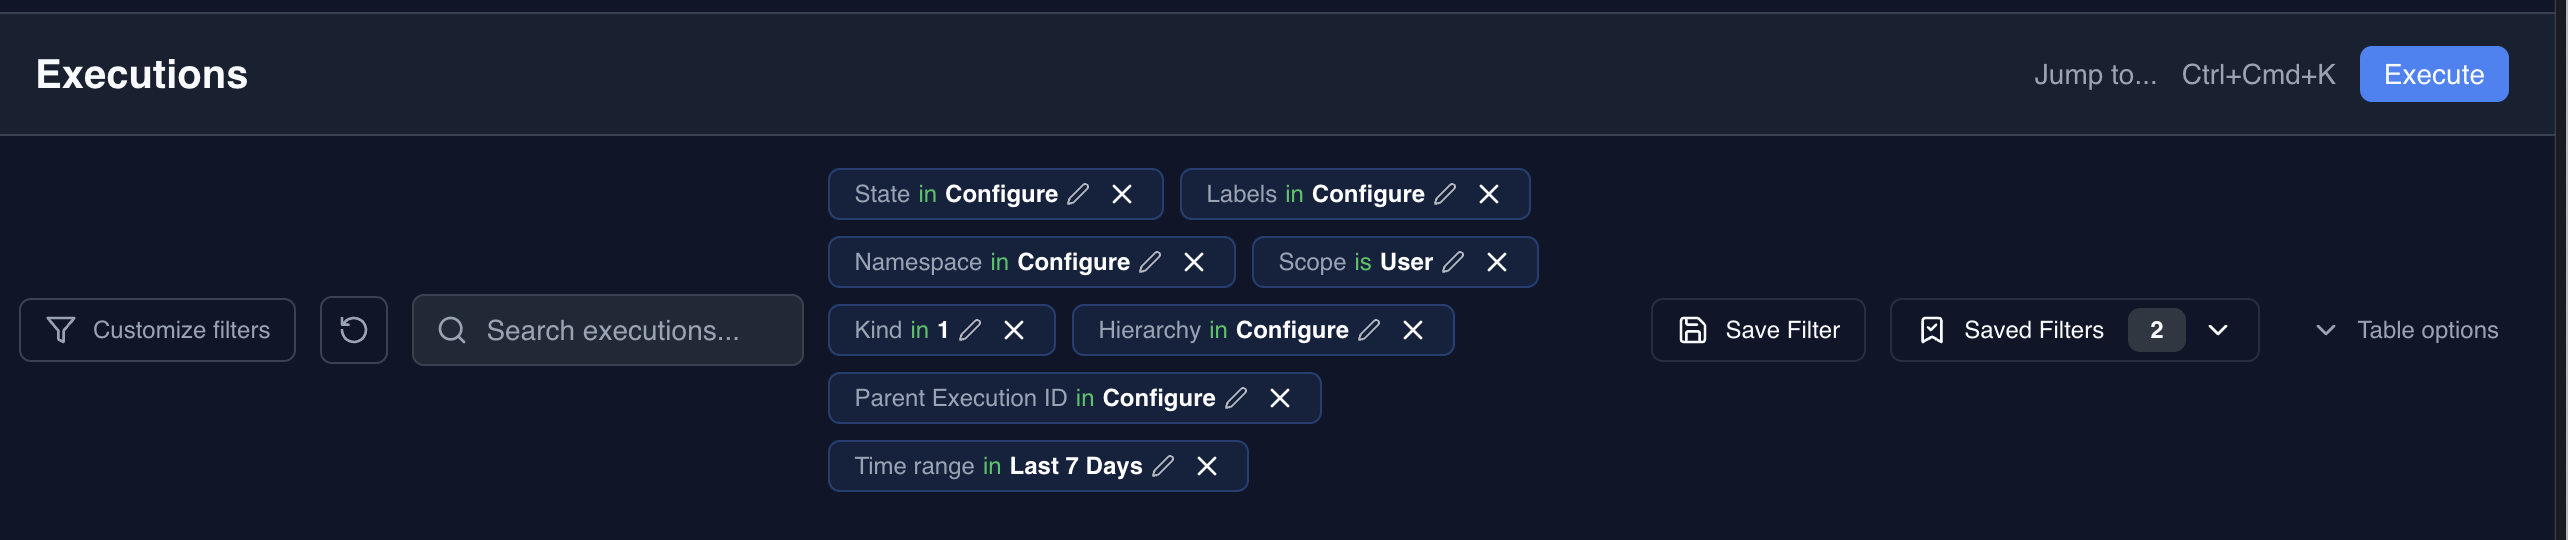 Executions
Jump to... Ctrl+Cmd+K Execute
State in Configure Labels in Configure
Namespace in Configure Scope is User
Customize filters Search executions... Kind in 1 Hierarchy in Configure Save Filter Saved Filters 2 Table options
Parent Execution ID in Configure
Time range in Last 7 Days